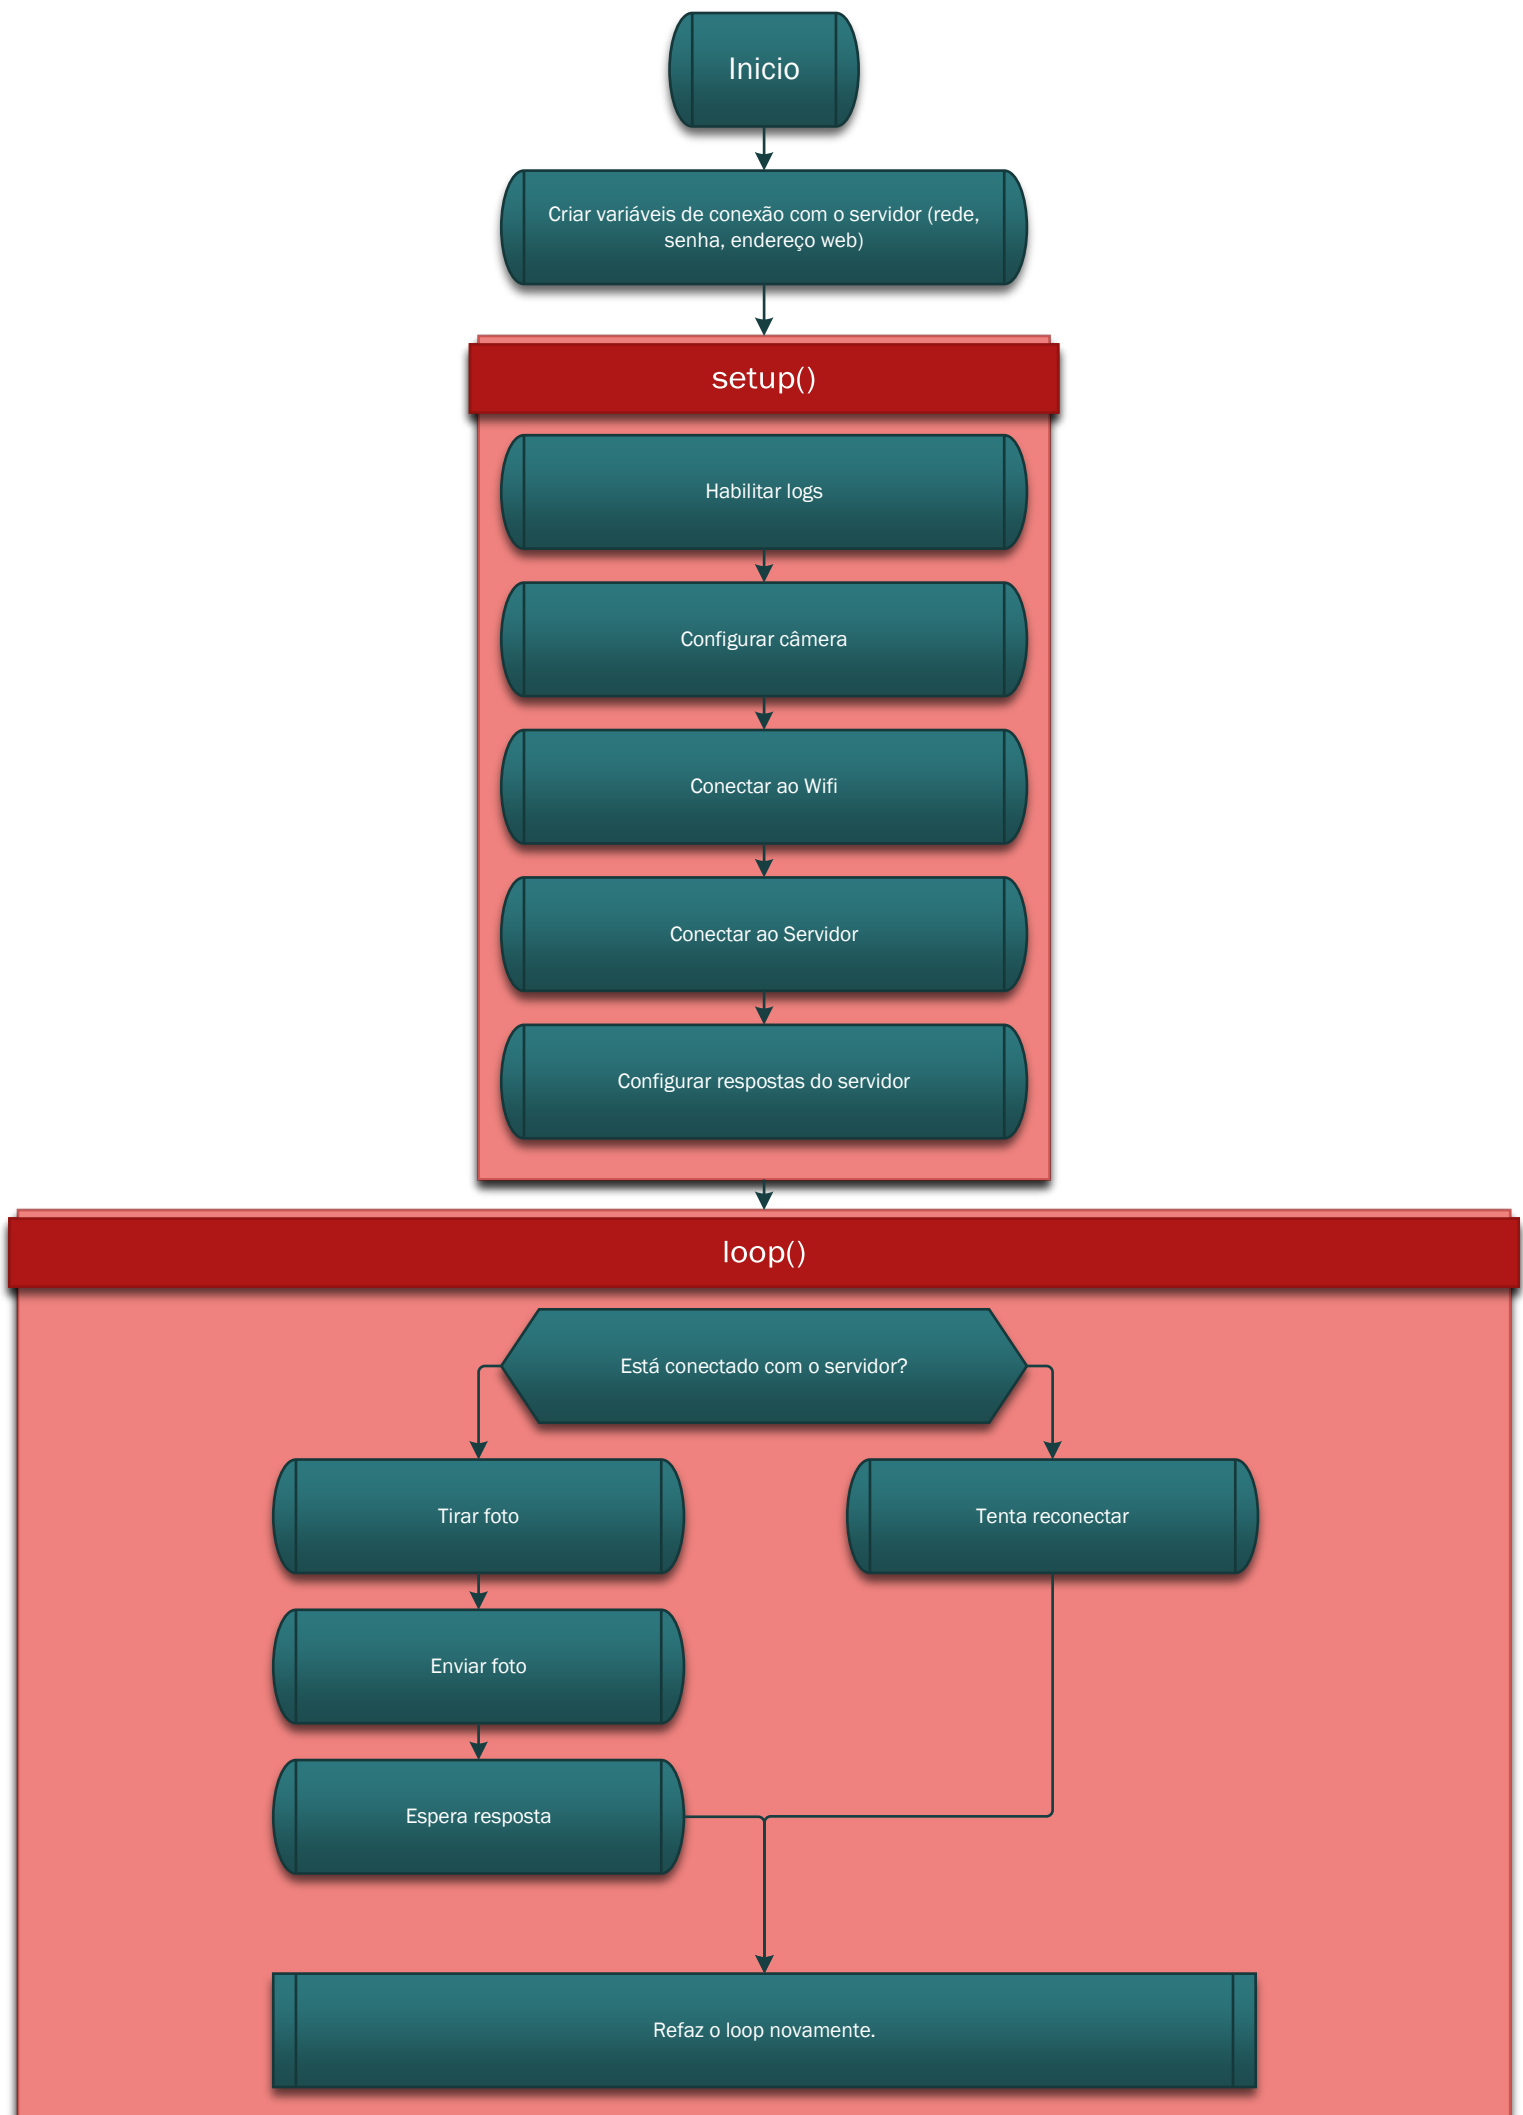 Inicio
Criar variáveis de conexão com o servidor (rede,
senha, endereço web)
setup()
Habilitar logs
Configurar câmera
Conectar ao Wifi
Conectar ao Servidor
Configurar respostas do servidor
loop()
Está conectado com o servidor?
Tirar foto
Tenta reconectar
Enviar foto
Espera resposta
Refaz o loop novamente.